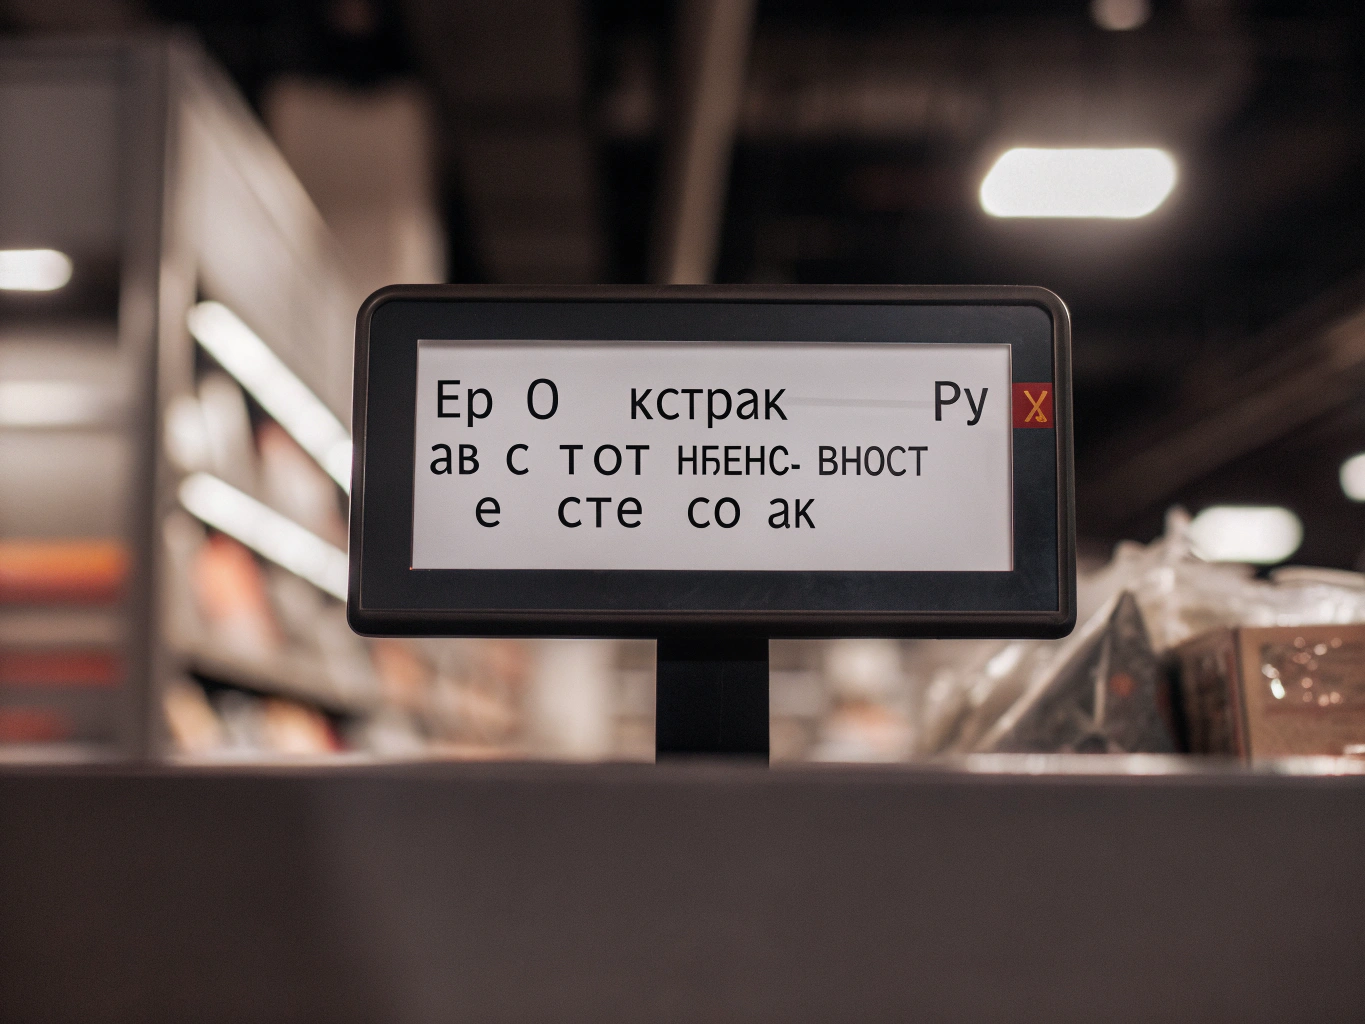 Ер О кстрак Ру
ав с тот НЂЕНС- ВНОСТ
е сте со ак